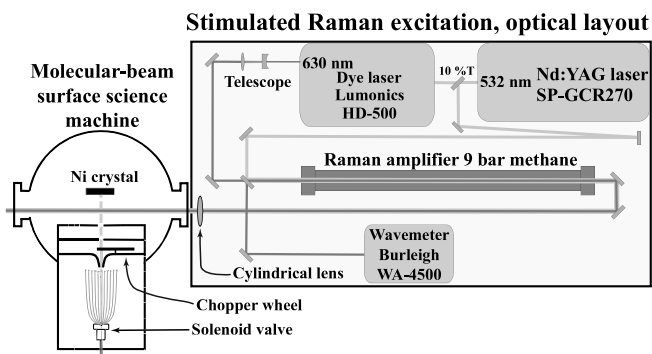 Stimulated Raman excitation, optical layout
Molecular-beam
surface science
machine
630 nm
Dye laser
Lumonics
HD-500
10 %T
532 nm
Nd:YAG laser
SP-GCR270
Telescope
Raman amplifier 9 bar methane
Ni crystal
Wavemeter
Burleigh
WA-4500
Cylindrical lens
Chopper wheel
Solenoid valve